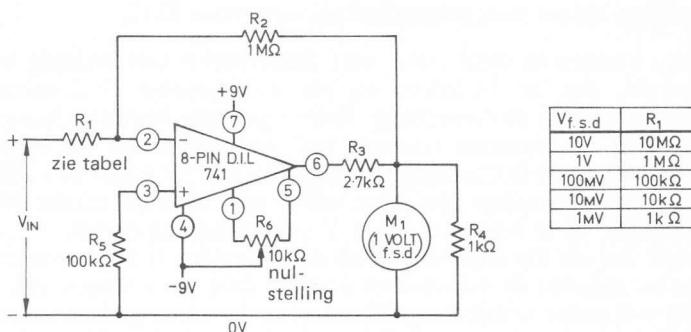 R2
1MΩ
+9V
7
R1
+
2
−
8-PIN D.I.L
741
6
R3
2.7kΩ
zie tabel
3
+
5
1
4
VIN
R5
100kΩ
R6
10kΩ
nul-
stelling
-9V
M1
(1 VOLT
f.s.d)
R4
1kΩ
−
0V
Vf.s.d R1
10V 10MΩ
1V 1MΩ
100MV 100kΩ
10MV 10kΩ
1MV 1kΩ